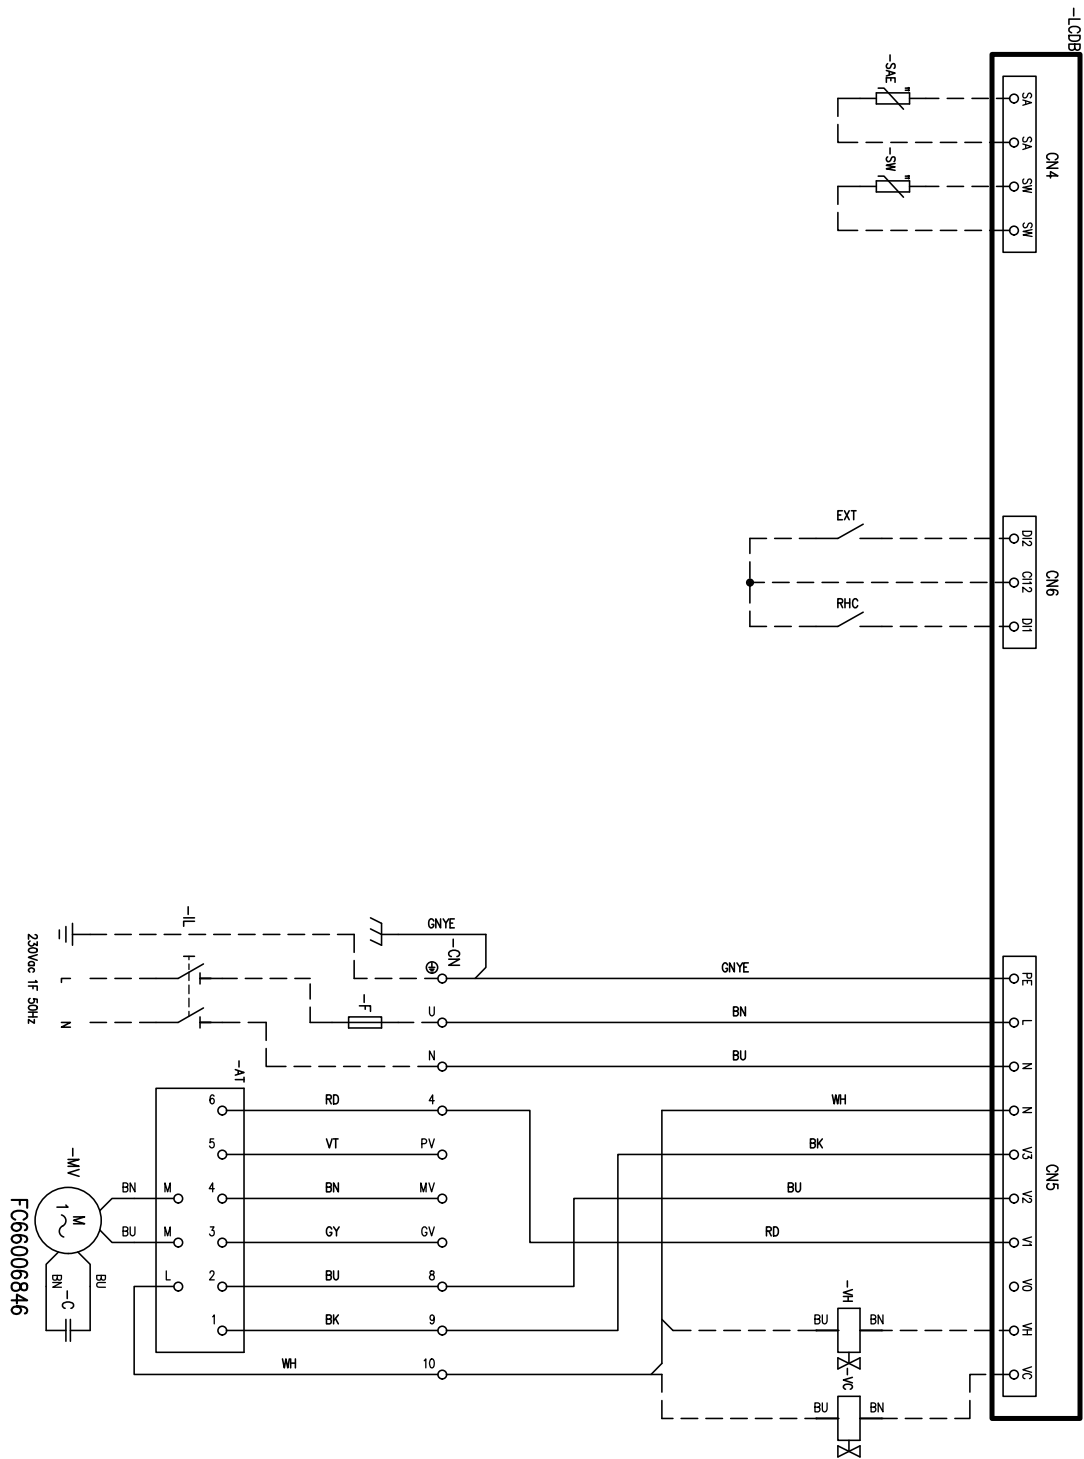 -LCDB
-SAE
SA
SA
CN4
-SW
SW
SW
EXT
DI2
CI12
CN6
RHC
DI1
-IL
GNYE
-CN
GNYE
PE
230Vac 1F 50Hz
L
-F
U
BN
L
N
N
BU
N
-AT
6
RD
4
WH
N
5
VT
PV
BK
V3
CN5
-MV
BN
M
4
BN
MV
BU
V2
M
1
BU
M
3
GY
GV
RD
V1
FC66006846
BN
BU
-C
L
2
BU
8
-VH
V0
1
BK
9
BU
BN
VH
WH
10
-VC
VC
BU
BN